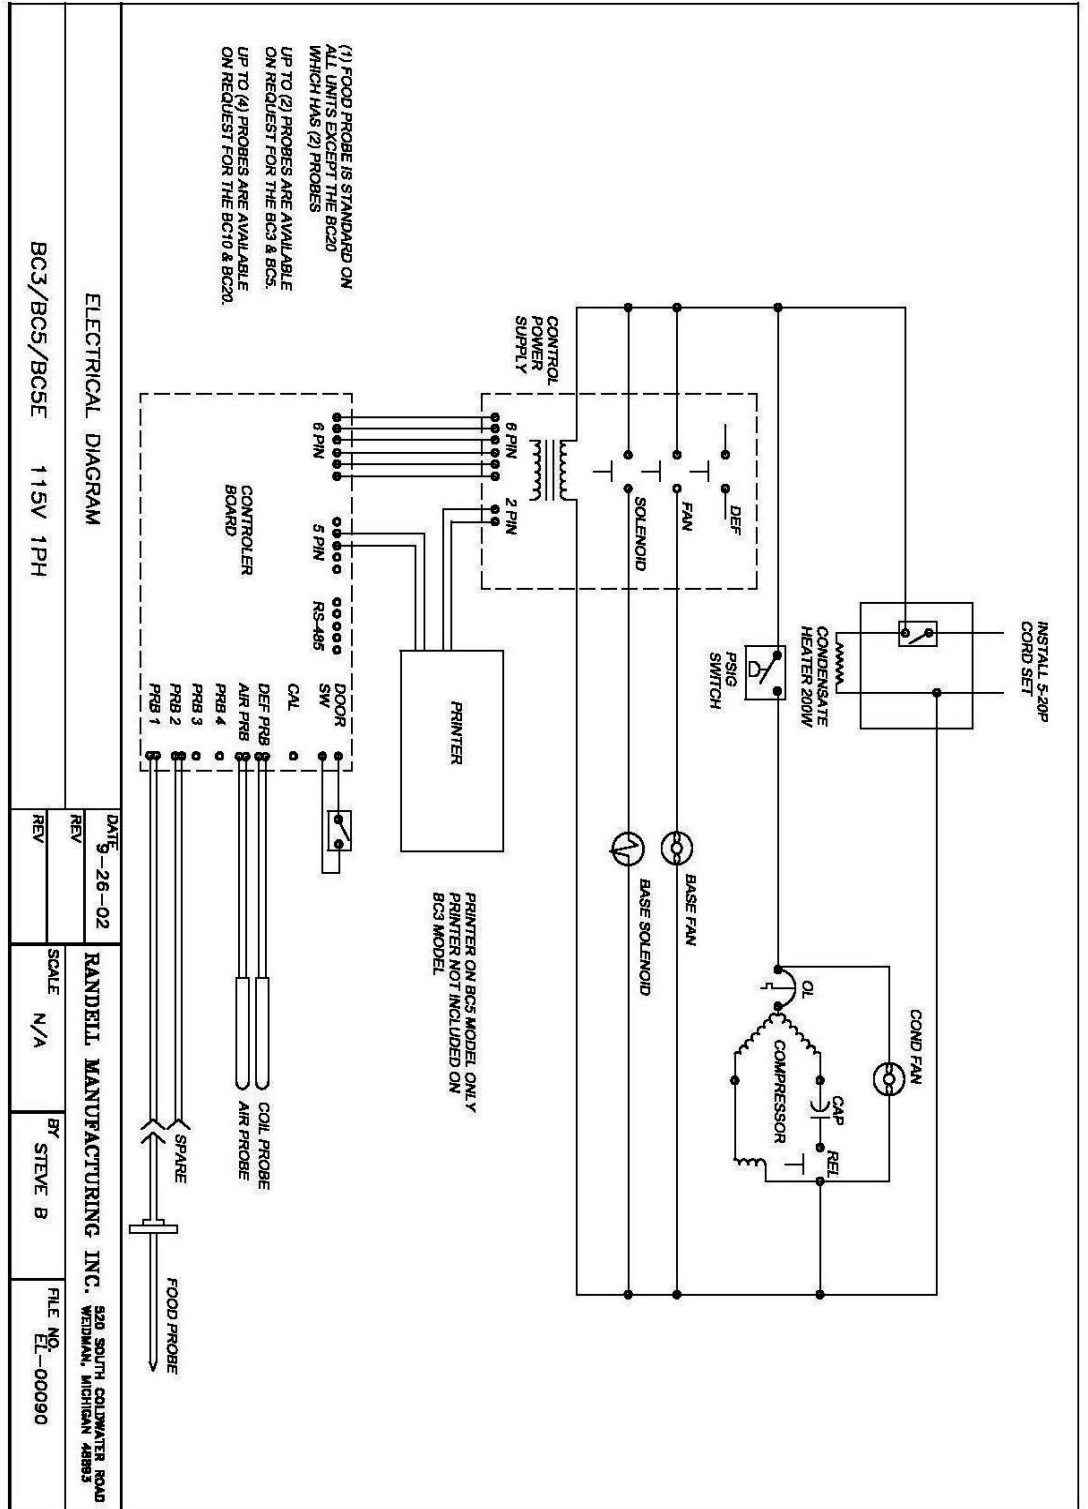 INSTALL 5-20P
CORD SET
CONDENSATE
HEATER 200W
PSIG
SWITCH
COND FAN
OL
CAP
REL
COMPRESSOR
DEF
FAN
SOLENOID
BASE FAN
BASE SOLENOID
CONTROL
POWER
SUPPLY
6 PIN
2 PIN
PRINTER
PRINTER ON BC5 MODEL ONLY
PRINTER NOT INCLUDED ON
BC3 MODEL
6 PIN
5 PIN
RS-485
DOOR
SW
CAL
DEF PRB
AIR PRB
PRB 4
PRB 3
PRB 2
PRB 1
CONTROLER
BOARD
COIL PROBE
AIR PROBE
SPARE
FOOD PROBE
(1) FOOD PROBE IS STANDARD ON
ALL UNITS EXCEPT THE BC20
WHICH HAS (2) PROBES
UP TO (2) PROBES ARE AVAILABLE
ON REQUEST FOR THE BC3 & BC5.
UP TO (4) PROBES ARE AVAILABLE
ON REQUEST FOR THE BC10 & BC20.
ELECTRICAL DIAGRAM
BC3/BC5/BC5E 115V 1PH
DATE 9-26-02
REV
REV
RANDELL MANUFACTURING INC.
520 SOUTH COLDWATER ROAD
WEIDMAN, MICHIGAN 48893
SCALE N/A
BY STEVE B
FILE NO. EL-00090